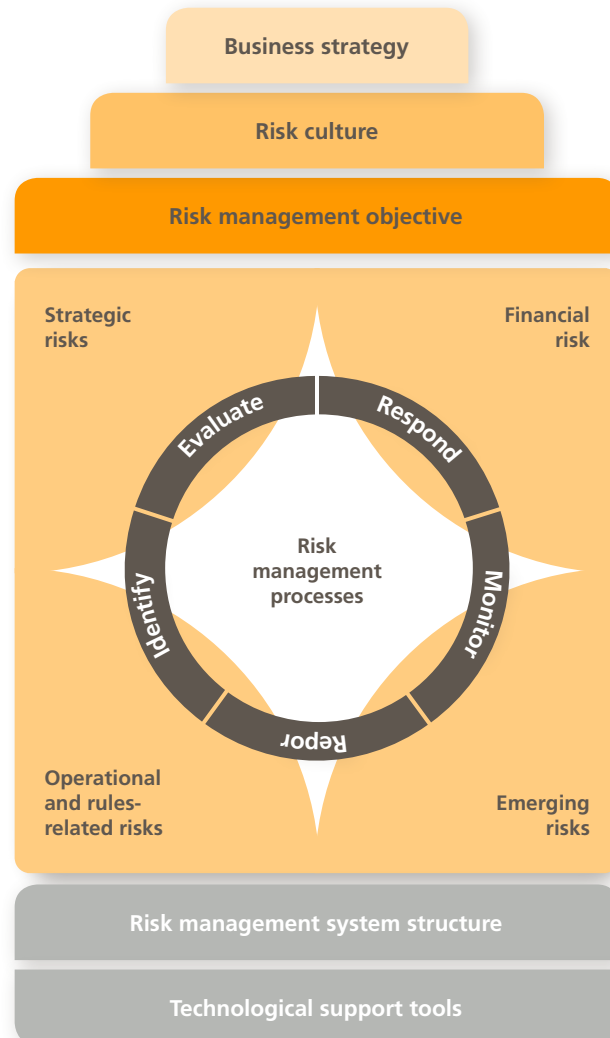 Business strategy
Risk culture
Risk management objective
Strategic
risks
Financial
risk
Evaluate
Respond
Risk
management
processes
Identify
Monitor
Repor
Operational
and rules-
related risks
Emerging
risks
Risk management system structure
Technological support tools